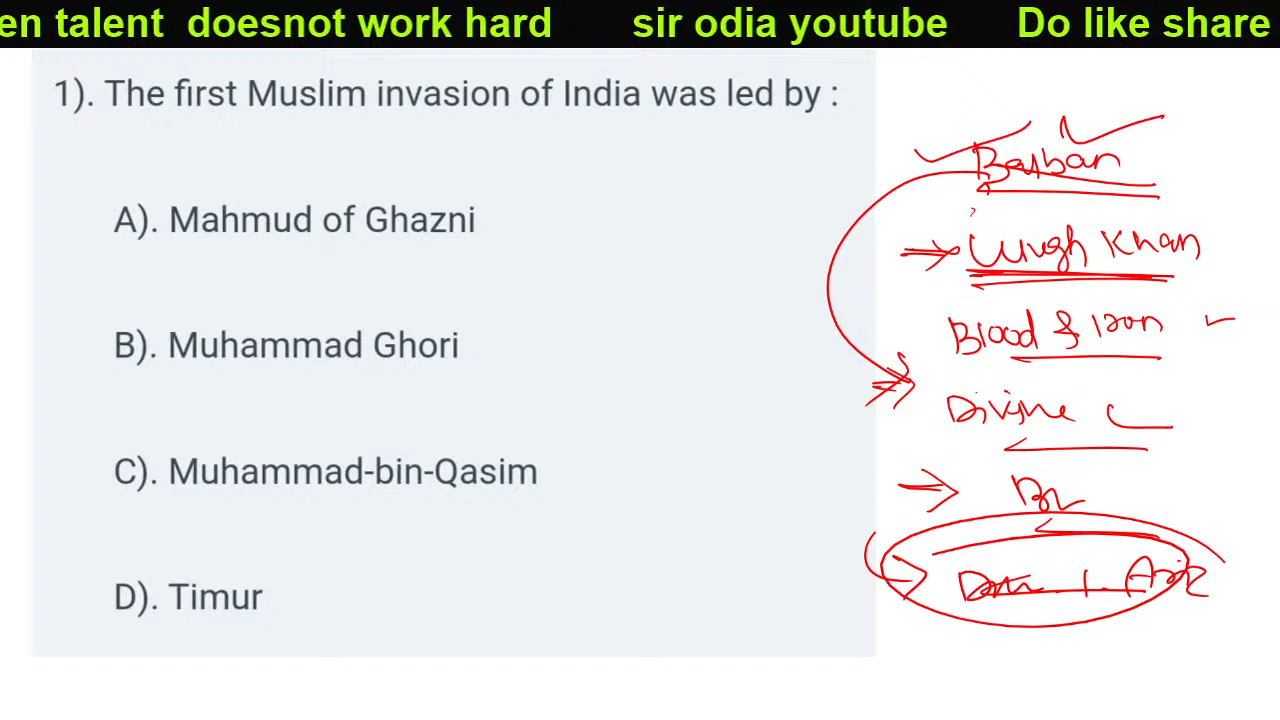 en talent doesnot work hard sir odia youtube Do like share
1). The first Muslim invasion of India was led by :
A). Mahmud of Ghazni
B). Muhammad Ghori
C). Muhammad-bin-Qasim
D). Timur
Balban
Khan
Blood & Iron
Divine